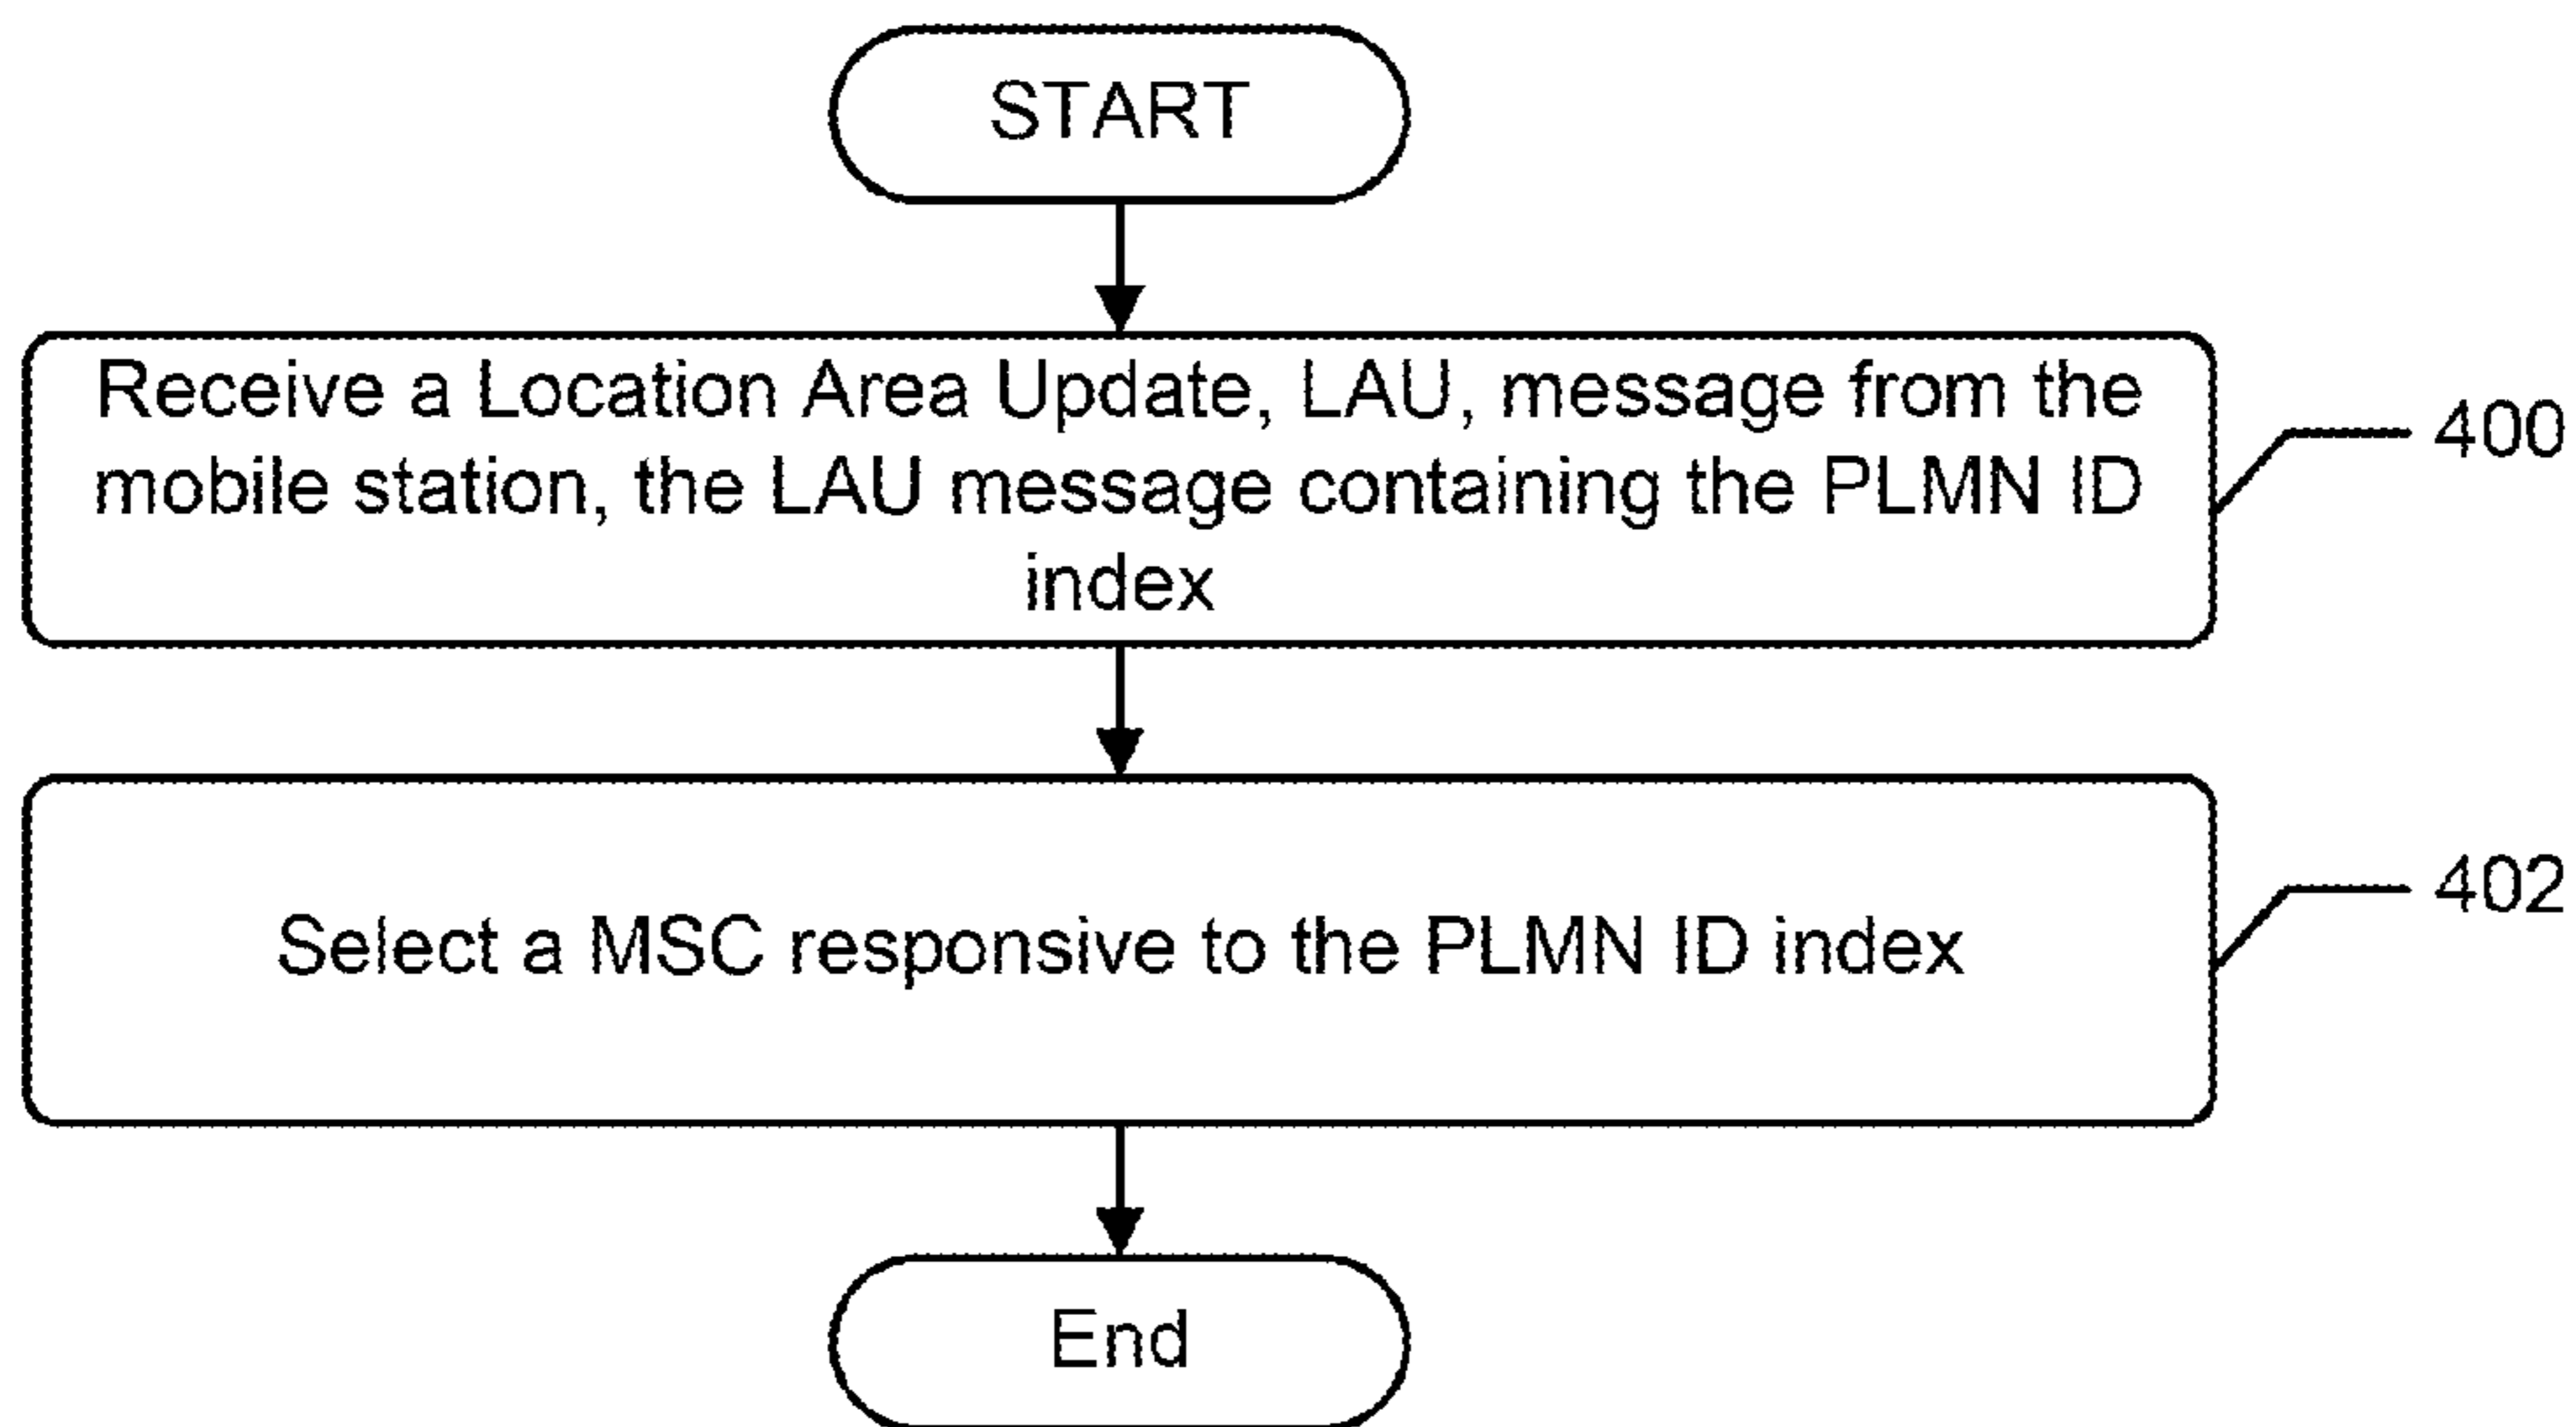 START
Receive a Location Area Update, LAU, message from the
mobile station, the LAU message containing the PLMN ID
index
400
Select a MSC responsive to the PLMN ID index
402
End